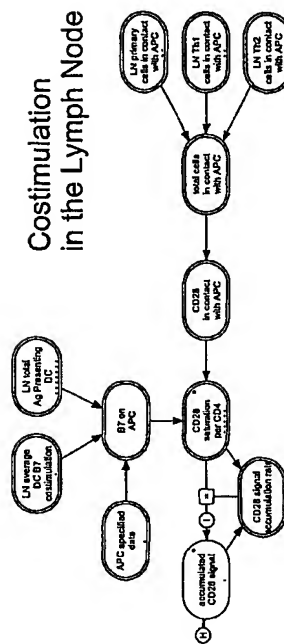 Costimulation
in the Lymph Node
LN primary
cells in contact
with APC
LN Th1
cells in contact
with APC
LN Th2
cells in contact
with APC
total cells
in contact
with APC
CD28
in contact
with APC
LN total
Ag Presenting
DC
LN average
DC B7
costimulation
B7 on
APC
APC specified
data
CD28
saturation
per CD4
I
=
accumulated
CD28 signal
CD28 signal
accumulation rate
H